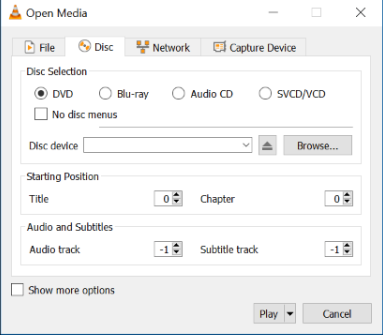 Open Media
File Disc Network Capture Device
Disc Selection
DVD Blu-ray Audio CD SVCD/VCD
No disc menus
Disc device Browse...
Starting Position
Title 0 Chapter 0
Audio and Subtitles
Audio track -1 Subtitle track -1
Show more options
Play Cancel